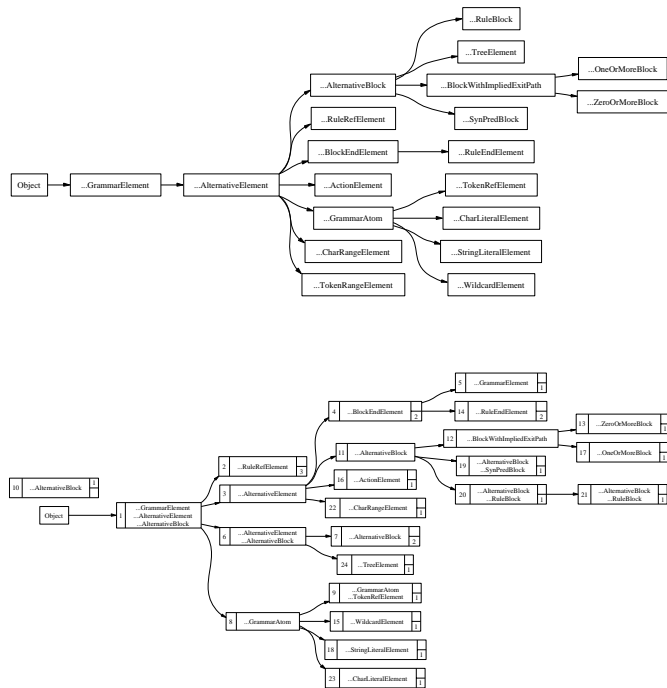 ...RuleBlock
...TreeElement
...OneOrMoreBlock
...AlternativeBlock
...BlockWithImpliedExitPath
...ZeroOrMoreBlock
...RuleRefElement
...SynPredBlock
...BlockEndElement
...RuleEndElement
Object
...GrammarElement
...AlternativeElement
...ActionElement
...TokenRefElement
...GrammarAtom
...CharLiteralElement
...CharRangeElement
...StringLiteralElement
...TokenRangeElement
...WildcardElement
5 ...GrammarElement 1
4 ...BlockEndElement 2
14 ...RuleEndElement 2
13 ...ZeroOrMoreBlock 1
12 ...BlockWithImpliedExitPath
11 ...AlternativeBlock
17 ...OneOrMoreBlock 1
2 ...RuleRefElement 3
19 ...AlternativeBlock
...SynPredBlock 1
16 ...ActionElement 1
10 ...AlternativeBlock 1
3 ...AlternativeElement
20 ...AlternativeBlock
...RuleBlock 1
21 ...AlternativeBlock
...RuleBlock 1
22 ...CharRangeElement 1
Object
1 ...GrammarElement
...AlternativeElement
...AlternativeBlock
6 ...AlternativeElement
...AlternativeBlock
7 ...AlternativeBlock 2
24 ...TreeElement 1
9 ...GrammarAtom
...TokenRefElement 1
8 ...GrammarAtom
15 ...WildcardElement 1
18 ...StringLiteralElement 1
23 ...CharLiteralElement 1